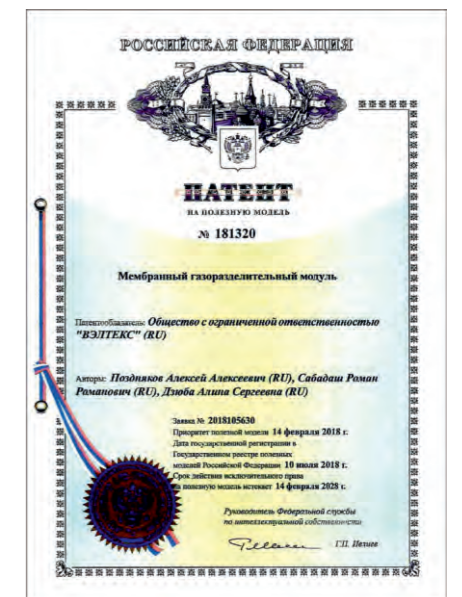 РОССИЙСКАЯ ФЕДЕРАЦИЯ
ПАТЕНТ
НА ПОЛЕЗНУЮ МОДЕЛЬ
№ 181320
Мембранный газоразделительный модуль
Патентообладатель: Общество с ограниченной ответственностью
"ВЭЛТЕКС" (RU)
Авторы: Поздняков Алексей Алексеевич (RU), Сабадаш Роман
Романович (RU), Дзюба Алина Сергеевна (RU)
Заявка № 2018105630
Приоритет полезной модели 14 февраля 2018 г.
Дата государственной регистрации в
Государственном реестре полезных
моделей Российской Федерации 10 июля 2018 г.
Срок действия исключительного права
на полезную модель истекает 14 февраля 2028 г.
Руководитель Федеральной службы
по интеллектуальной собственности
Г.П. Ивлиев